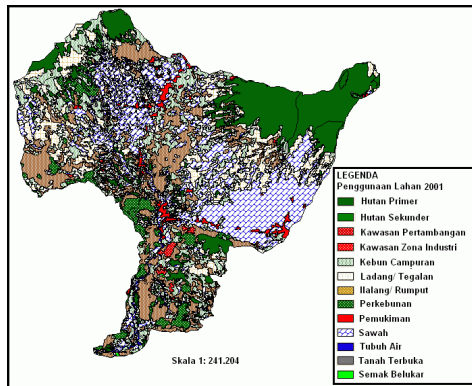 LEGENDA
Penggunaan Lahan 2001
Hutan Primer
Hutan Sekunder
Kawasan Pertambangan
Kawasan Zona Industri
Kebun Campuran
Ladang/ Tegalan
Ilalang/ Rumput
Perkebunan
Pemukiman
Sawah
Tubuh Air
Tanah Terbuka
Semak Belukar
Skala 1: 241.204